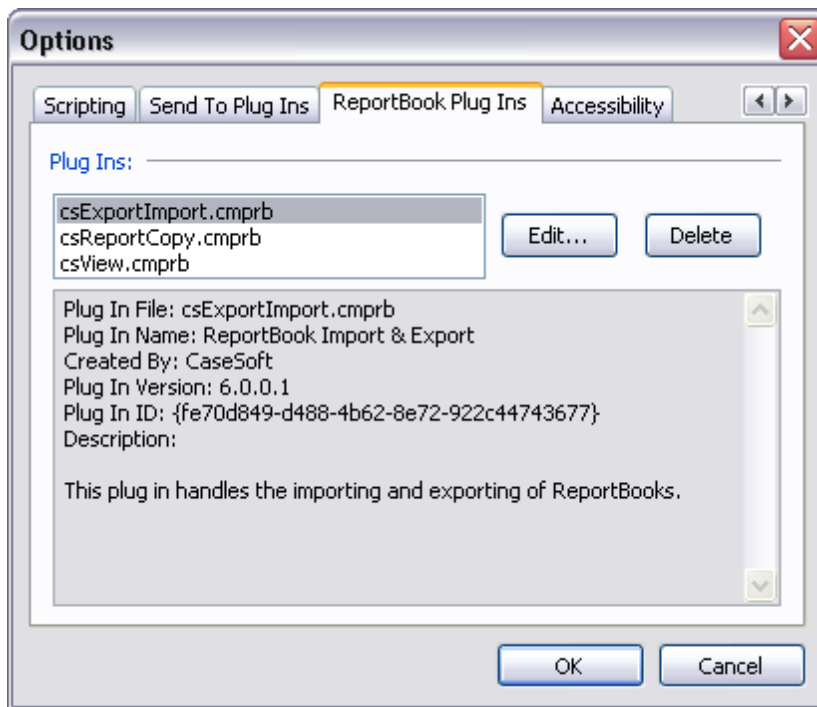 Options
Scripting Send To Plug Ins ReportBook Plug Ins Accessibility
Plug Ins:
csExportImport.cmprb
csReportCopy.cmprb
csView.cmprb
Edit... Delete
Plug In File: csExportImport.cmprb
Plug In Name: ReportBook Import & Export
Created By: CaseSoft
Plug In Version: 6.0.0.1
Plug In ID: {fe70d849-d488-4b62-8e72-922c44743677}
Description:
This plug in handles the importing and exporting of ReportBooks.
OK Cancel